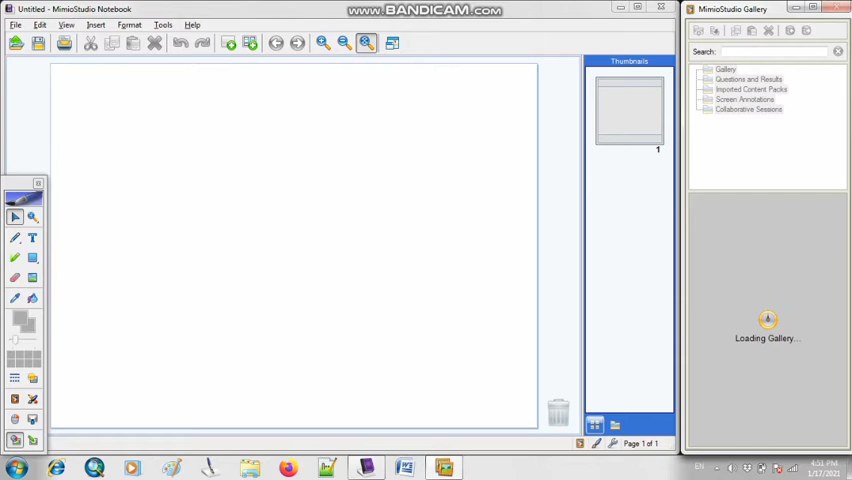 Untitled - MimioStudio Notebook
www.BANDICAM.com
MimioStudio Gallery
File Edit View Insert Format Tools Help
Thumbnails
1
Search:
Gallery
Questions and Results
Imported Content Packs
Screen Annotations
Collaborative Sessions
Loading Gallery...
T
Page 1 of 1
EN
4:51 PM
1/17/2021